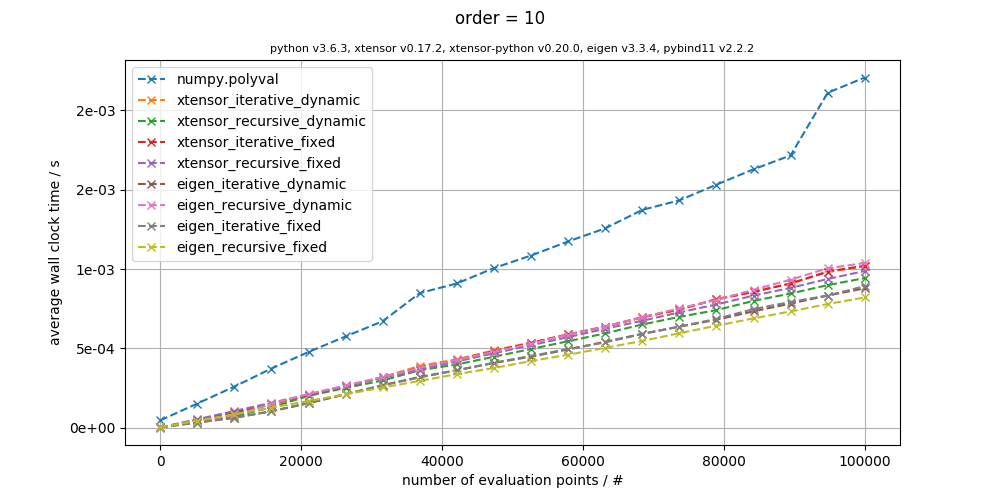 order = 10
python v3.6.3, xtensor v0.17.2, xtensor-python v0.20.0, eigen v3.3.4, pybind11 v2.2.2
numpy.polyval
xtensor_iterative_dynamic
xtensor_recursive_dynamic
xtensor_iterative_fixed
xtensor_recursive_fixed
eigen_iterative_dynamic
eigen_recursive_dynamic
eigen_iterative_fixed
eigen_recursive_fixed
average wall clock time / s
2e-03
2e-03
1e-03
5e-04
0e+00
0 20000 40000 60000 80000 100000
number of evaluation points / #